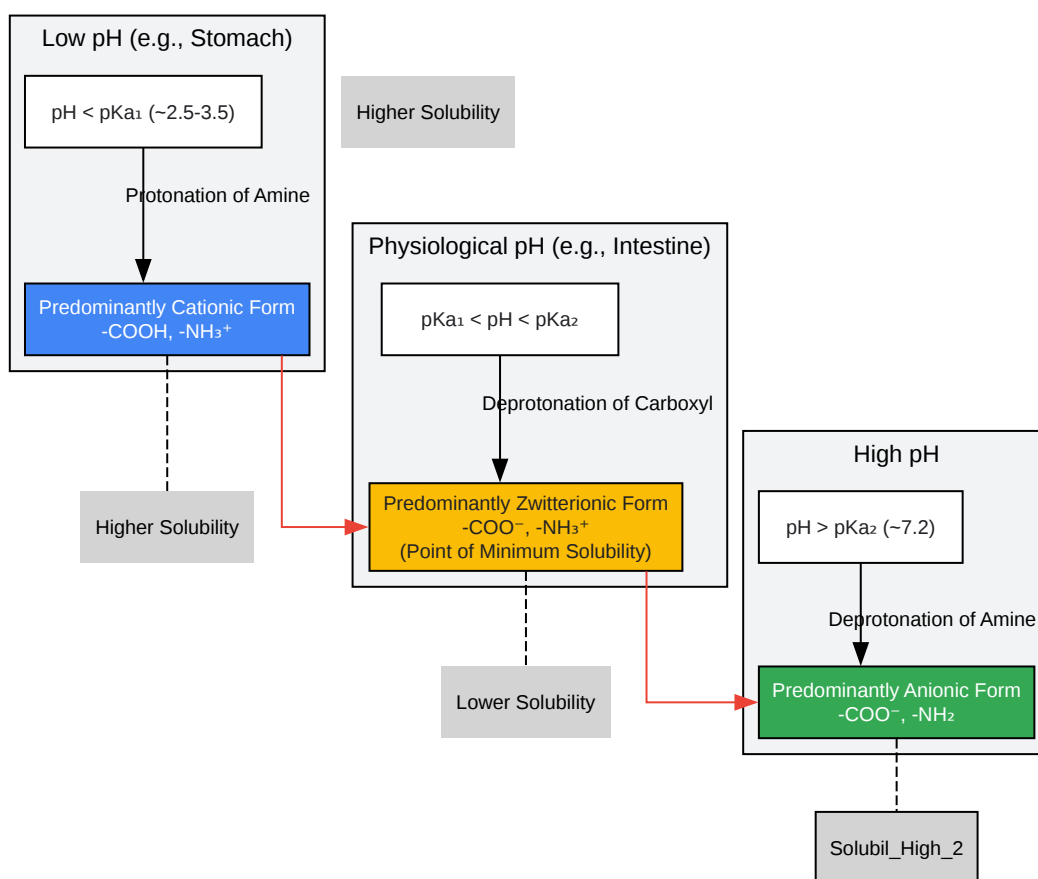 Low pH (e.g., Stomach)
pH < pKa₁ (~2.5-3.5)
Higher Solubility
Protonation of Amine
Predominantly Cationic Form
-COOH, -NH₃⁺
Higher Solubility
Physiological pH (e.g., Intestine)
pKa₁ < pH < pKa₂
Deprotonation of Carboxyl
Predominantly Zwitterionic Form
-COO⁻, -NH₃⁺
(Point of Minimum Solubility)
Lower Solubility
High pH
pH > pKa₂ (~7.2)
Deprotonation of Amine
Predominantly Anionic Form
-COO⁻, -NH₂
Solubil_High_2